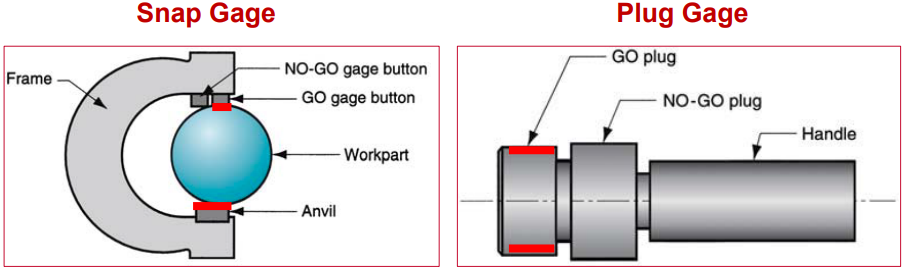 Snap Gage
Plug Gage
Frame
NO-GO gage button
GO gage button
Workpart
Anvil
GO plug
NO-GO plug
Handle